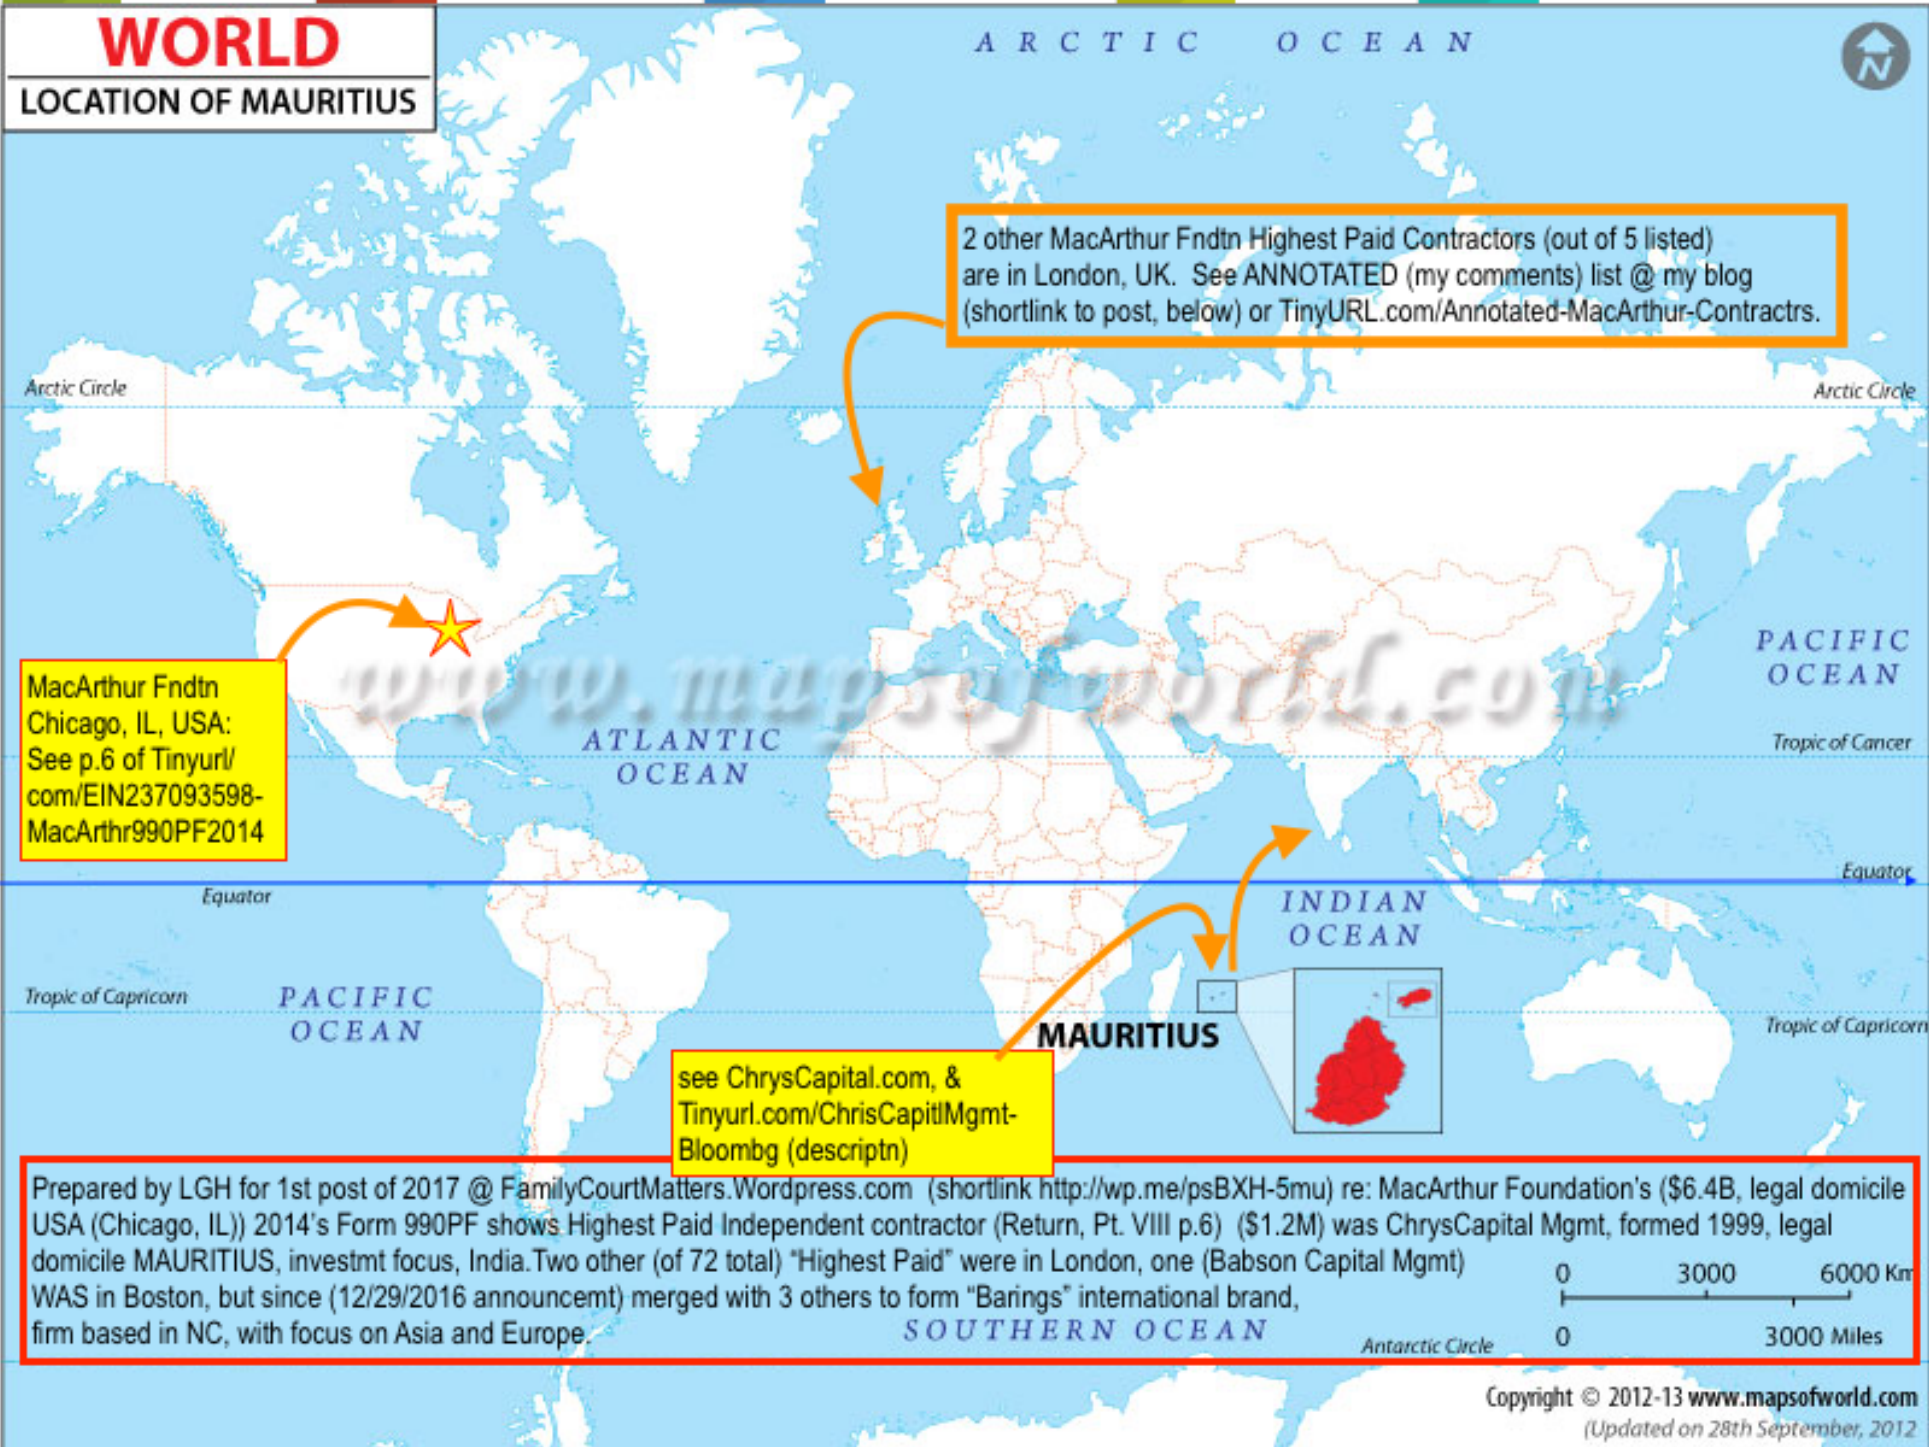 WORLD
LOCATION OF MAURITIUS
ARCTIC OCEAN
N
2 other MacArthur Fndtn Highest Paid Contractors (out of 5 listed)
are in London, UK. See ANNOTATED (my comments) list @ my blog
(shortlink to post, below) or TinyURL.com/Annotated-MacArthur-Contractrs.
Arctic Circle
Arctic Circle
www.mapsofworld.com
PACIFIC
OCEAN
MacArthur Fndtn
Chicago, IL, USA:
See p.6 of Tinyurl/
com/EIN237093598-
MacArthr990PF2014
ATLANTIC
OCEAN
Tropic of Cancer
Equator
Equator
INDIAN
OCEAN
Tropic of Capricorn
PACIFIC
OCEAN
MAURITIUS
Tropic of Capricorn
see ChrysCapital.com, &
Tinyurl.com/ChrisCapitlMgmt-
Bloombg (descriptn)
Prepared by LGH for 1st post of 2017 @ FamilyCourtMatters.Wordpress.com (shortlink http://wp.me/psBXH-5mu) re: MacArthur Foundation's ($6.4B, legal domicile
USA (Chicago, IL)) 2014's Form 990PF shows Highest Paid Independent contractor (Return, Pt. VIII p.6) ($1.2M) was ChrysCapital Mgmt, formed 1999, legal
domicile MAURITIUS, investmt focus, India.Two other (of 72 total) "Highest Paid" were in London, one (Babson Capital Mgmt)
WAS in Boston, but since (12/29/2016 announcemt) merged with 3 others to form "Barings" international brand,
firm based in NC, with focus on Asia and Europe.
0 3000 6000 Km
0 3000 Miles
SOUTHERN OCEAN
Antarctic Circle
Copyright © 2012-13 www.mapsofworld.com
(Updated on 28th September, 2012